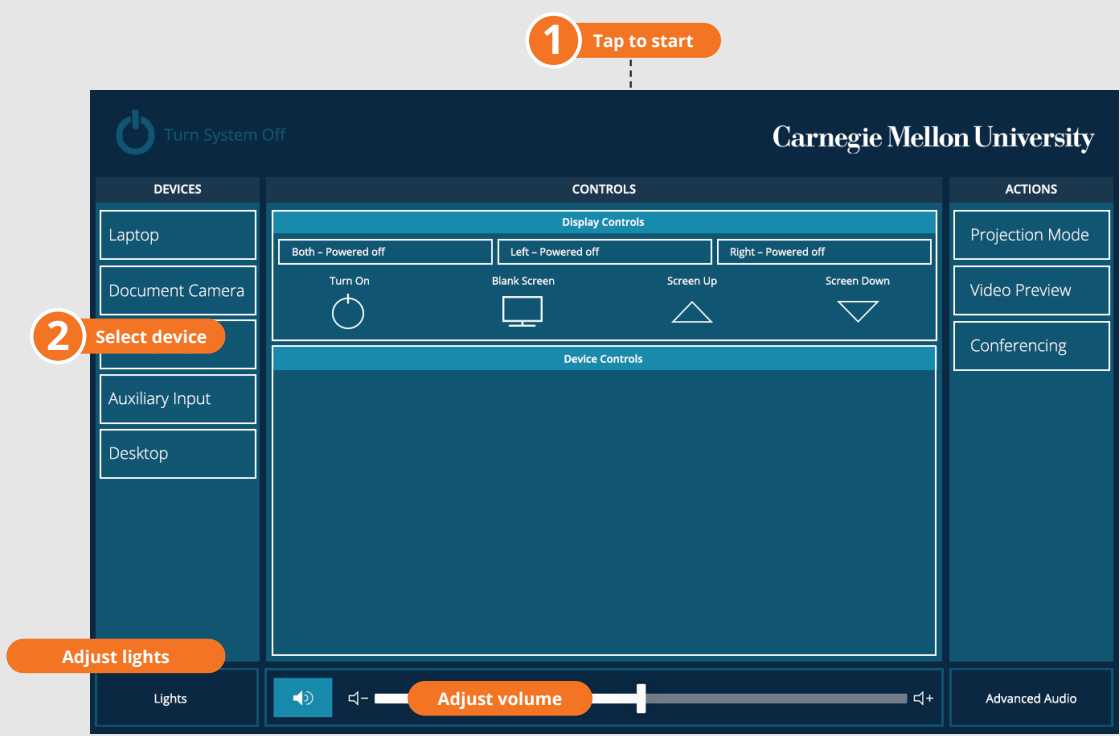 1 Tap to start
Turn System Off
Carnegie Mellon University
DEVICES
Laptop
Document Camera
2 Select device
Auxiliary Input
Desktop
CONTROLS
Display Controls
Both – Powered off
Left – Powered off
Right – Powered off
Turn On
Blank Screen
Screen Up
Screen Down
Device Controls
ACTIONS
Projection Mode
Video Preview
Conferencing
Adjust lights
Lights
Adjust volume
Advanced Audio